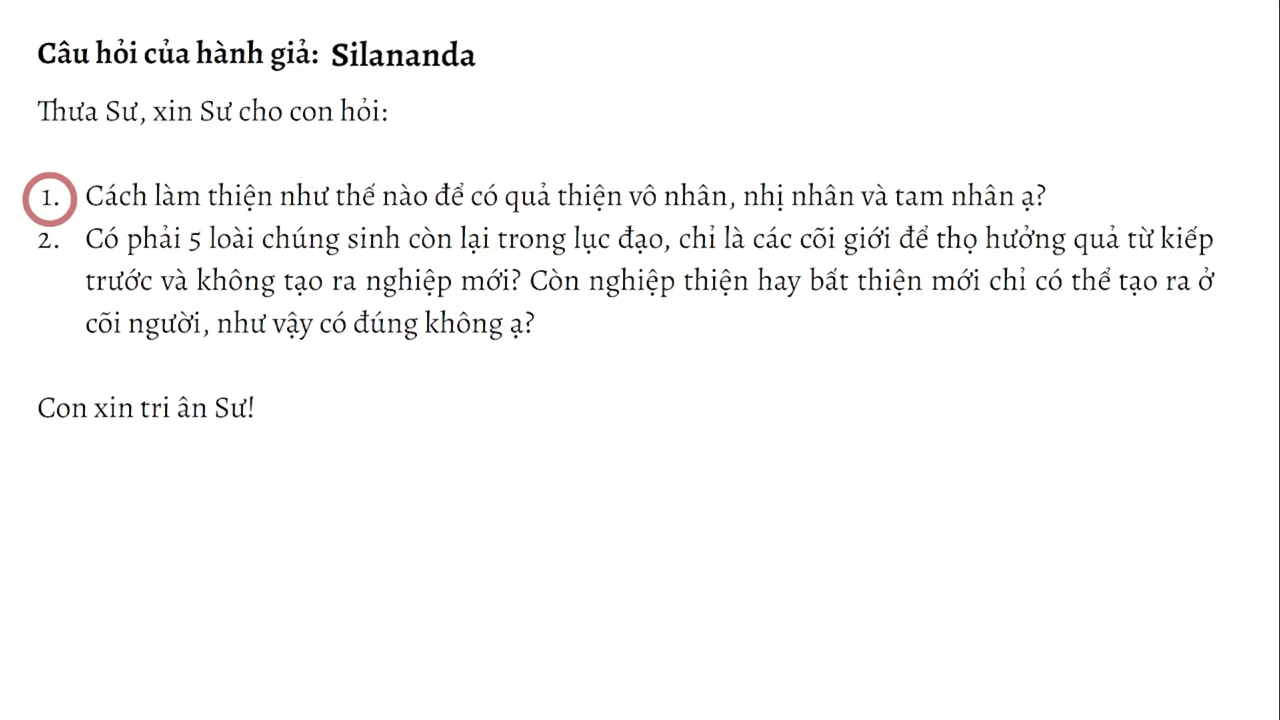 Câu hỏi của hành giả: Silananda
Thưa Sư, xin Sư cho con hỏi:
1. Cách làm thiện như thế nào để có quả thiện vô nhân, nhị nhân và tam nhân ạ?
2. Có phải 5 loài chúng sinh còn lại trong lục đạo, chỉ là các cõi giới để thọ hưởng quả từ kiếp
trước và không tạo ra nghiệp mới? Còn nghiệp thiện hay bất thiện mới chỉ có thể tạo ra ở
cõi người, như vậy có đúng không ạ?
Con xin tri ân Sư!